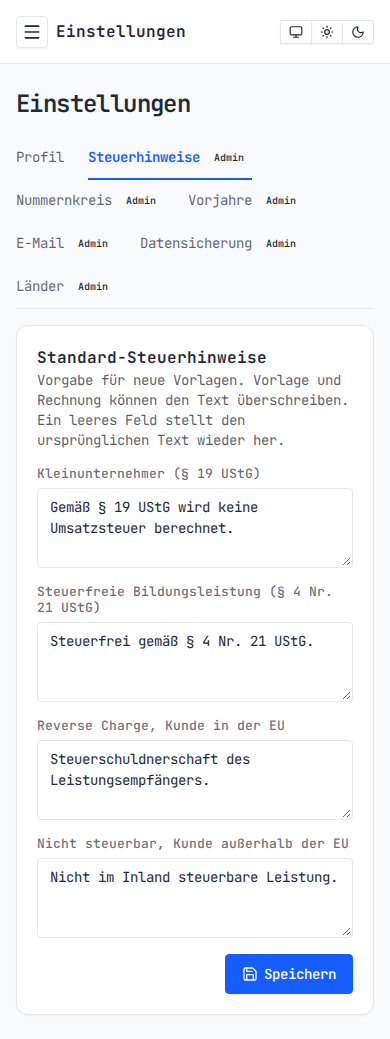 Einstellungen
Einstellungen
Profil Steuerhinweise Admin
Nummernkreis Admin Vorjahre Admin
E-Mail Admin Datensicherung Admin
Länder Admin
Standard-Steuerhinweise
Vorgabe für neue Vorlagen. Vorlage und
Rechnung können den Text überschreiben.
Ein leeres Feld stellt den
ursprünglichen Text wieder her.
Kleinunternehmer (§ 19 UStG)
Gemäß § 19 UStG wird keine
Umsatzsteuer berechnet.
Steuerfreie Bildungsleistung (§ 4 Nr.
21 UStG)
Steuerfrei gemäß § 4 Nr. 21 UStG.
Reverse Charge, Kunde in der EU
Steuerschuldnerschaft des
Leistungsempfängers.
Nicht steuerbar, Kunde außerhalb der EU
Nicht im Inland steuerbare Leistung.
Speichern